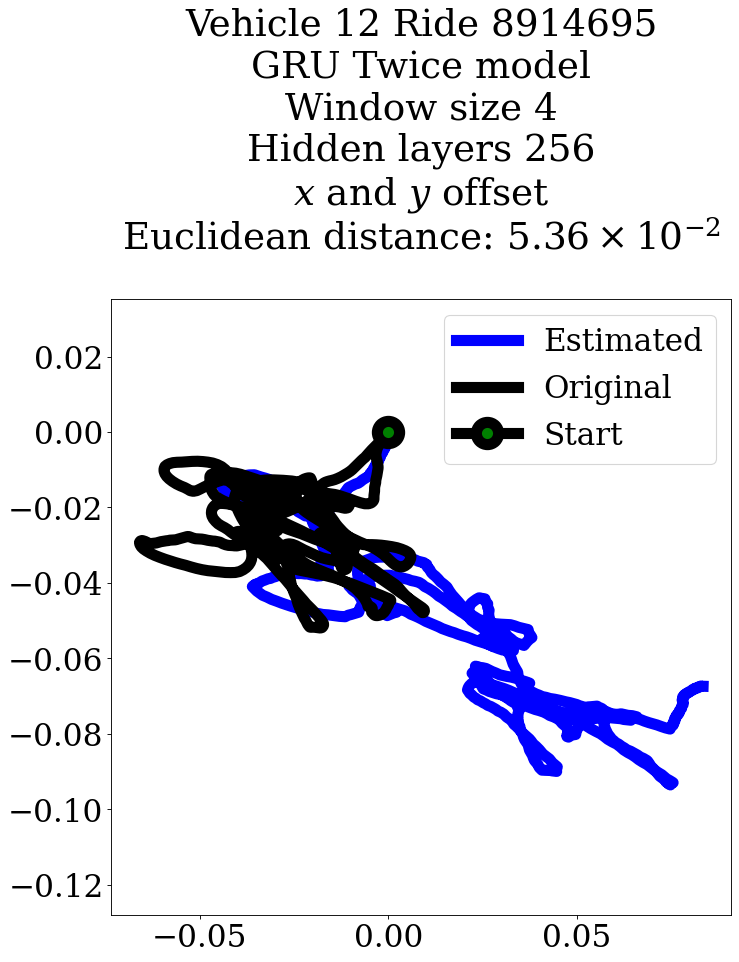 Vehicle 12 Ride 8914695
GRU Twice model
Window size 4
Hidden layers 256
x and y offset
Euclidean distance: 5.36 × 10⁻²
Estimated
Original
Start
0.02
0.00
−0.02
−0.04
−0.06
−0.08
−0.10
−0.12
−0.05 0.00 0.05